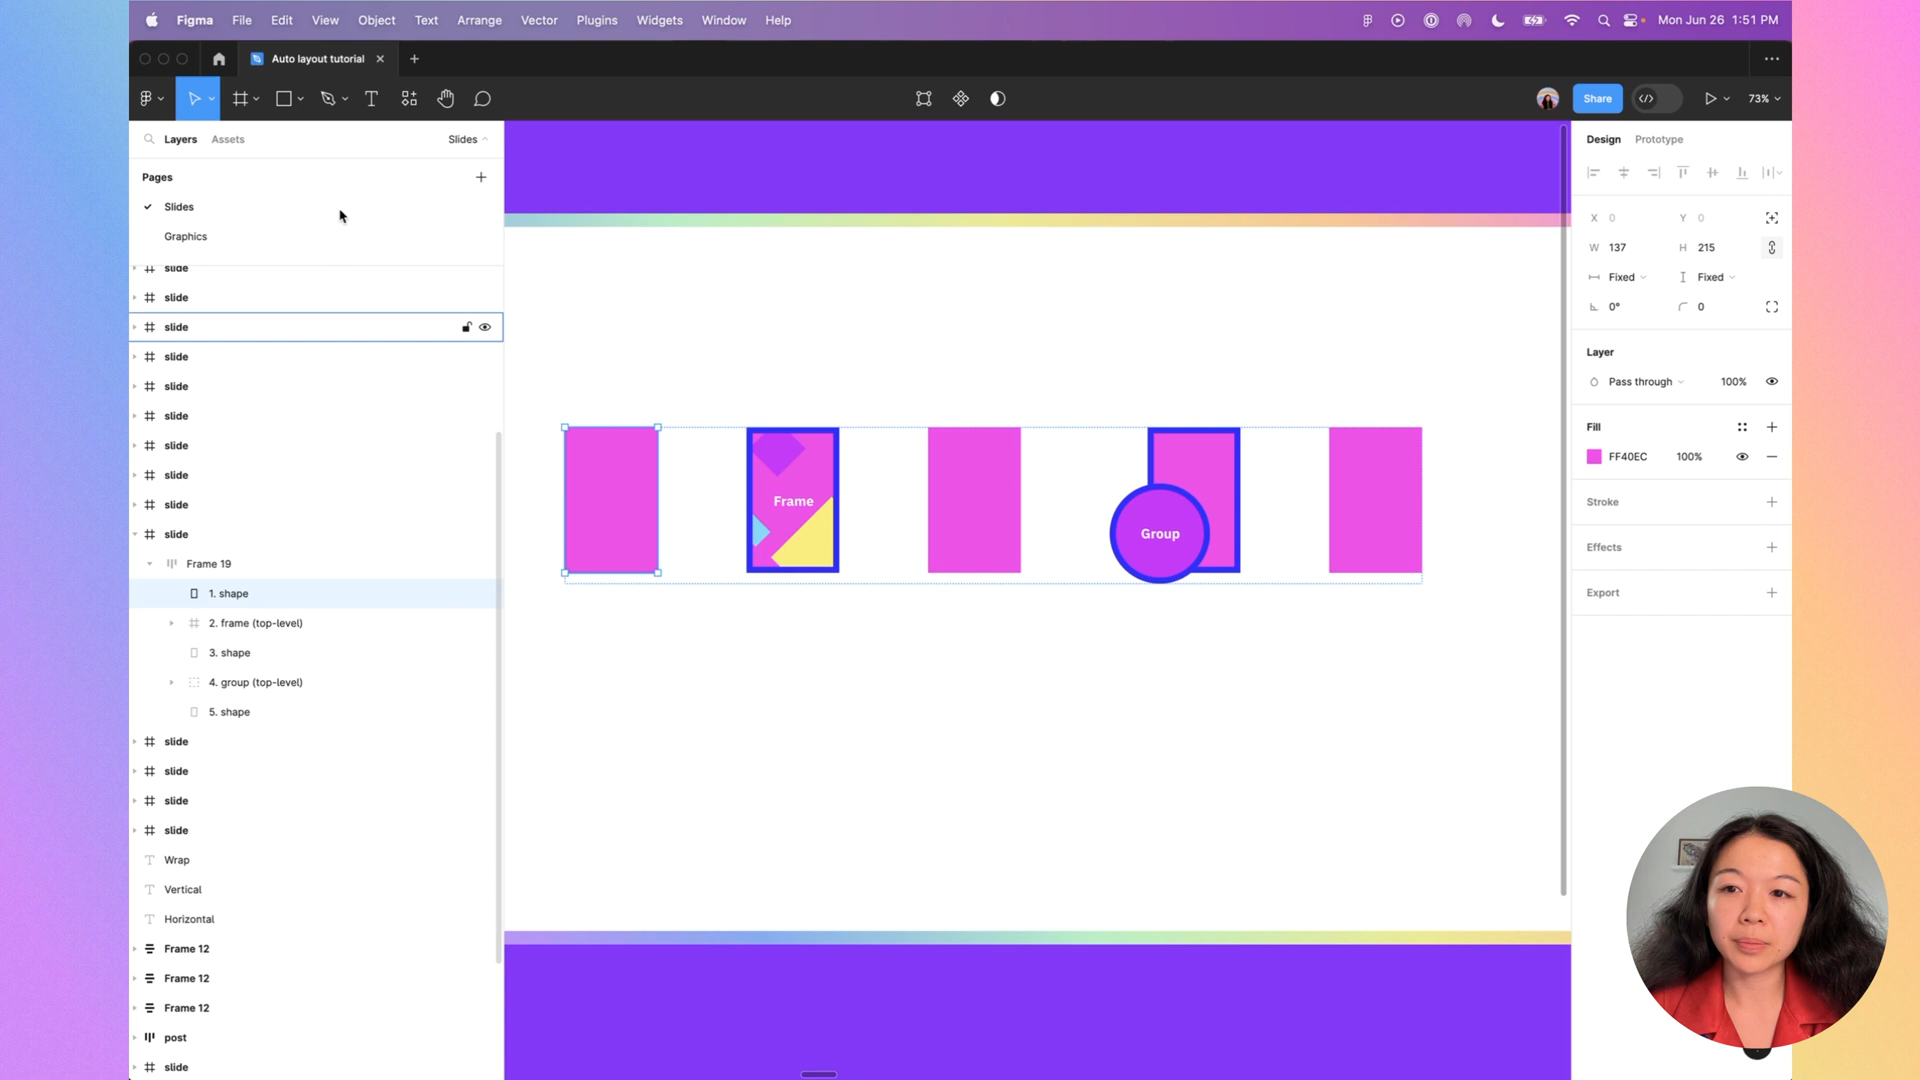 Figma File Edit View Object Text Arrange Vector Plugins Widgets Window Help Mon Jun 26 1:51 PM
Auto layout tutorial
Share 73%
Layers Assets Slides
Pages
Slides
Graphics
slide
slide
slide
slide
slide
slide
slide
slide
slide
slide
Frame 19
1. shape
2. frame (top-level)
3. shape
4. group (top-level)
5. shape
slide
slide
slide
slide
Wrap
Vertical
Horizontal
Frame 12
Frame 12
Frame 12
post
slide
Frame
Group
Design Prototype
X 0 Y 0
W 137 H 215
Fixed Fixed
0° 0
Layer
Pass through 100%
Fill
FF40EC 100%
Stroke
Effects
Export